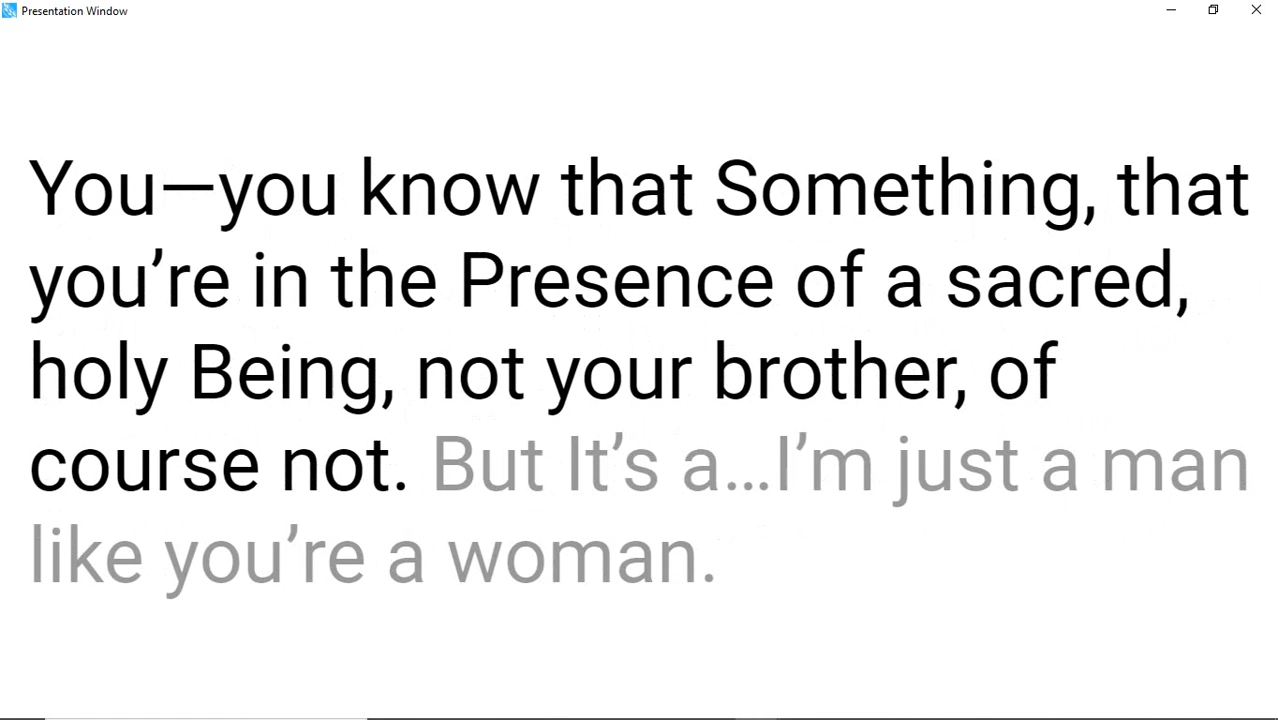 Presentation Window
You—you know that Something, that
you’re in the Presence of a sacred,
holy Being, not your brother, of
course not. But It’s a…I’m just a man
like you’re a woman.